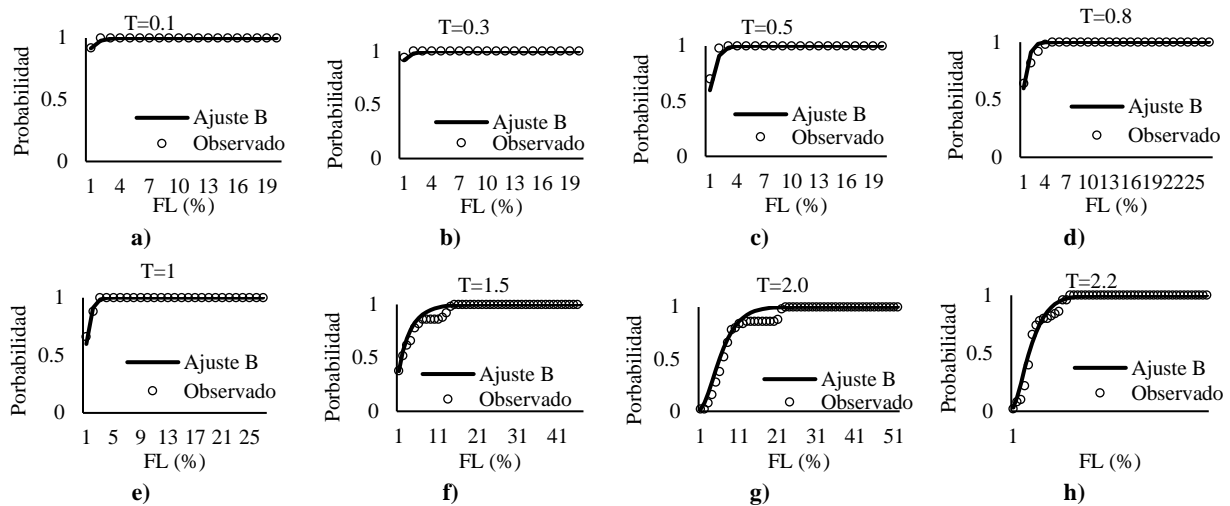 T=0.1
Probabilidad
1
0.5
0
Ajuste B
Observado
1 4 7 10 13 16 19
FL (%)
a)
T=0.3
Porbabilidad
1
0.5
0
Ajuste B
Observado
1 4 7 10 13 16 19
FL (%)
b)
T=0.5
Porbabilidad
1
0.5
0
Ajuste B
Observado
1 4 7 10 13 16 19
FL (%)
c)
T=0.8
Porbabilidad
1
0.5
0
Ajuste B
Observado
1 4 7 10 13 16 19 22 25
FL (%)
d)
T=1
Porbabilidad
1
0.5
0
Ajuste B
Observado
1 5 9 13 17 21 25
FL (%)
e)
T=1.5
Porbabilidad
1
0.5
0
Ajuste B
Observado
1 11 21 31 41
FL (%)
f)
T=2.0
Porbabilidad
1
0.5
0
Ajuste B
Observado
1 11 21 31 41 51
FL (%)
g)
T=2.2
Probabilidad
1
0.5
0
Ajuste B
Observado
1
FL (%)
h)